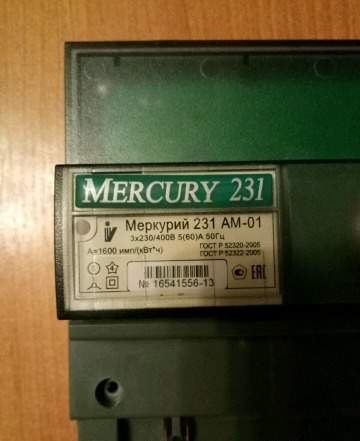 MERCURY 231
Меркурий 231 АМ-01
3х230/400В 5(60)А 50Гц
А=1600 имп/(кВт*ч)
ГОСТ Р 52320-2005
ГОСТ Р 52322-2005
№ 16541556-13
EAC